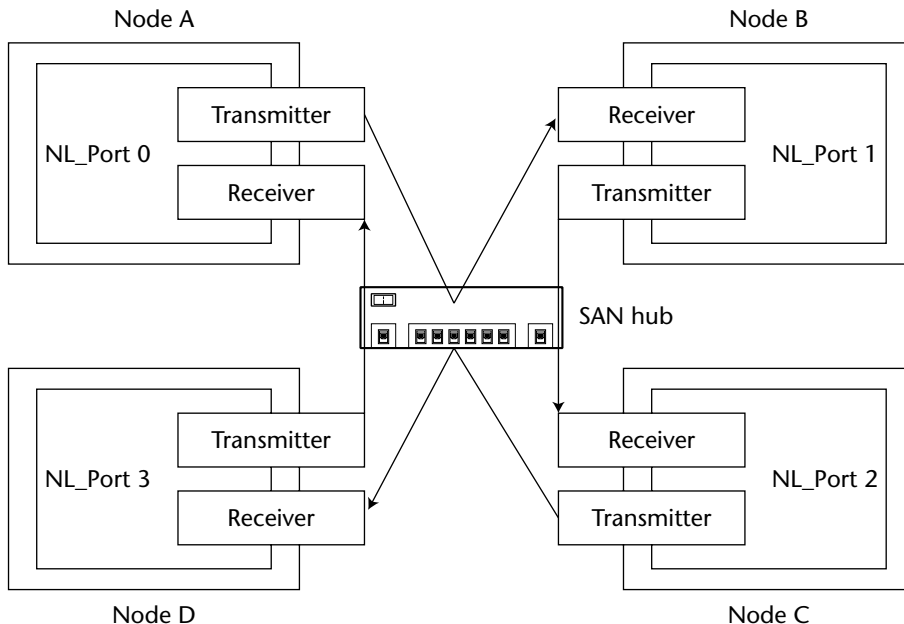 Node A
Node B
Transmitter
Receiver
NL_Port 0
NL_Port 1
Receiver
Transmitter
SAN hub
Transmitter
Receiver
NL_Port 3
NL_Port 2
Receiver
Transmitter
Node D
Node C